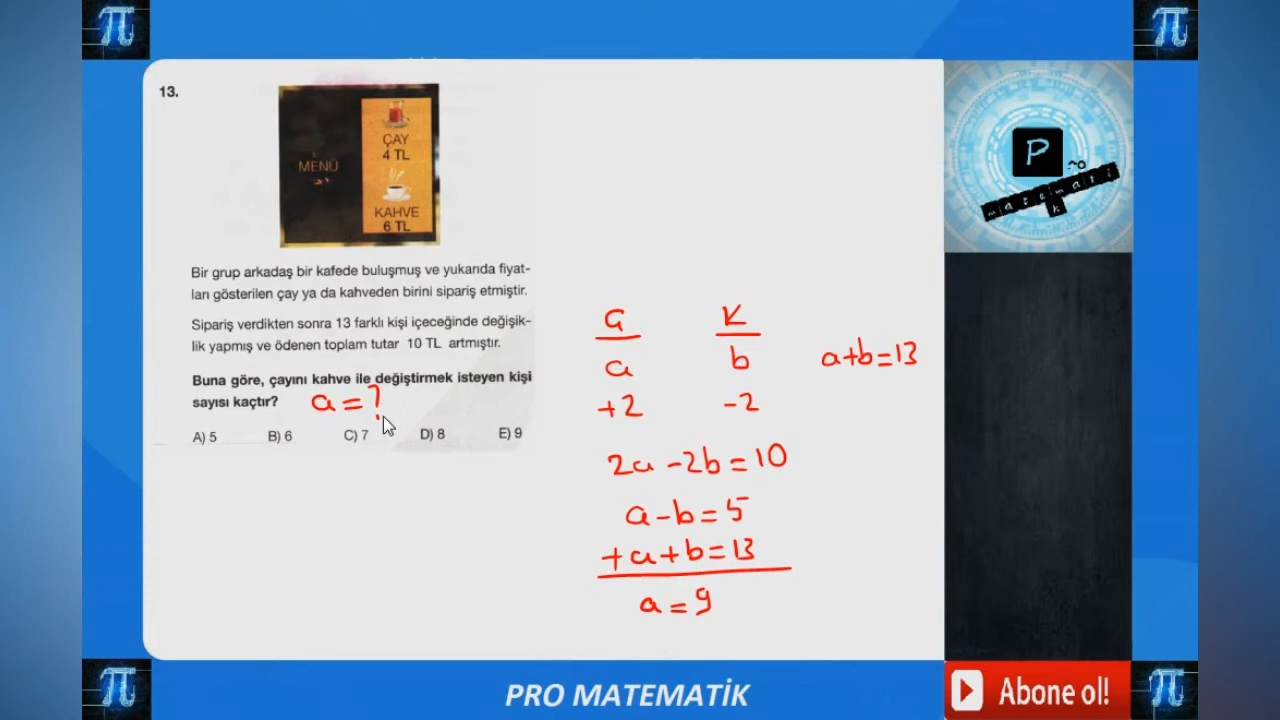 13.
MENÜ
ÇAY
4 TL
KAHVE
6 TL
Bir grup arkadaş bir kafede buluşmuş ve yukarıda fiyat-
ları gösterilen çay ya da kahveden birini sipariş etmiştir.
Sipariş verdikten sonra 13 farklı kişi içeceğinde değişik-
lik yapmış ve ödenen toplam tutar 10 TL artmıştır.
Buna göre, çayını kahve ile değiştirmek isteyen kişi
sayısı kaçtır? a=?
A) 5 B) 6 C) 7 D) 8 E) 9
K
a b a+b=13
+2 -2
2a-2b=10
a-b=5
+a+b=13
a=9
P
ro
matematik
PRO MATEMATİK
Abone ol!